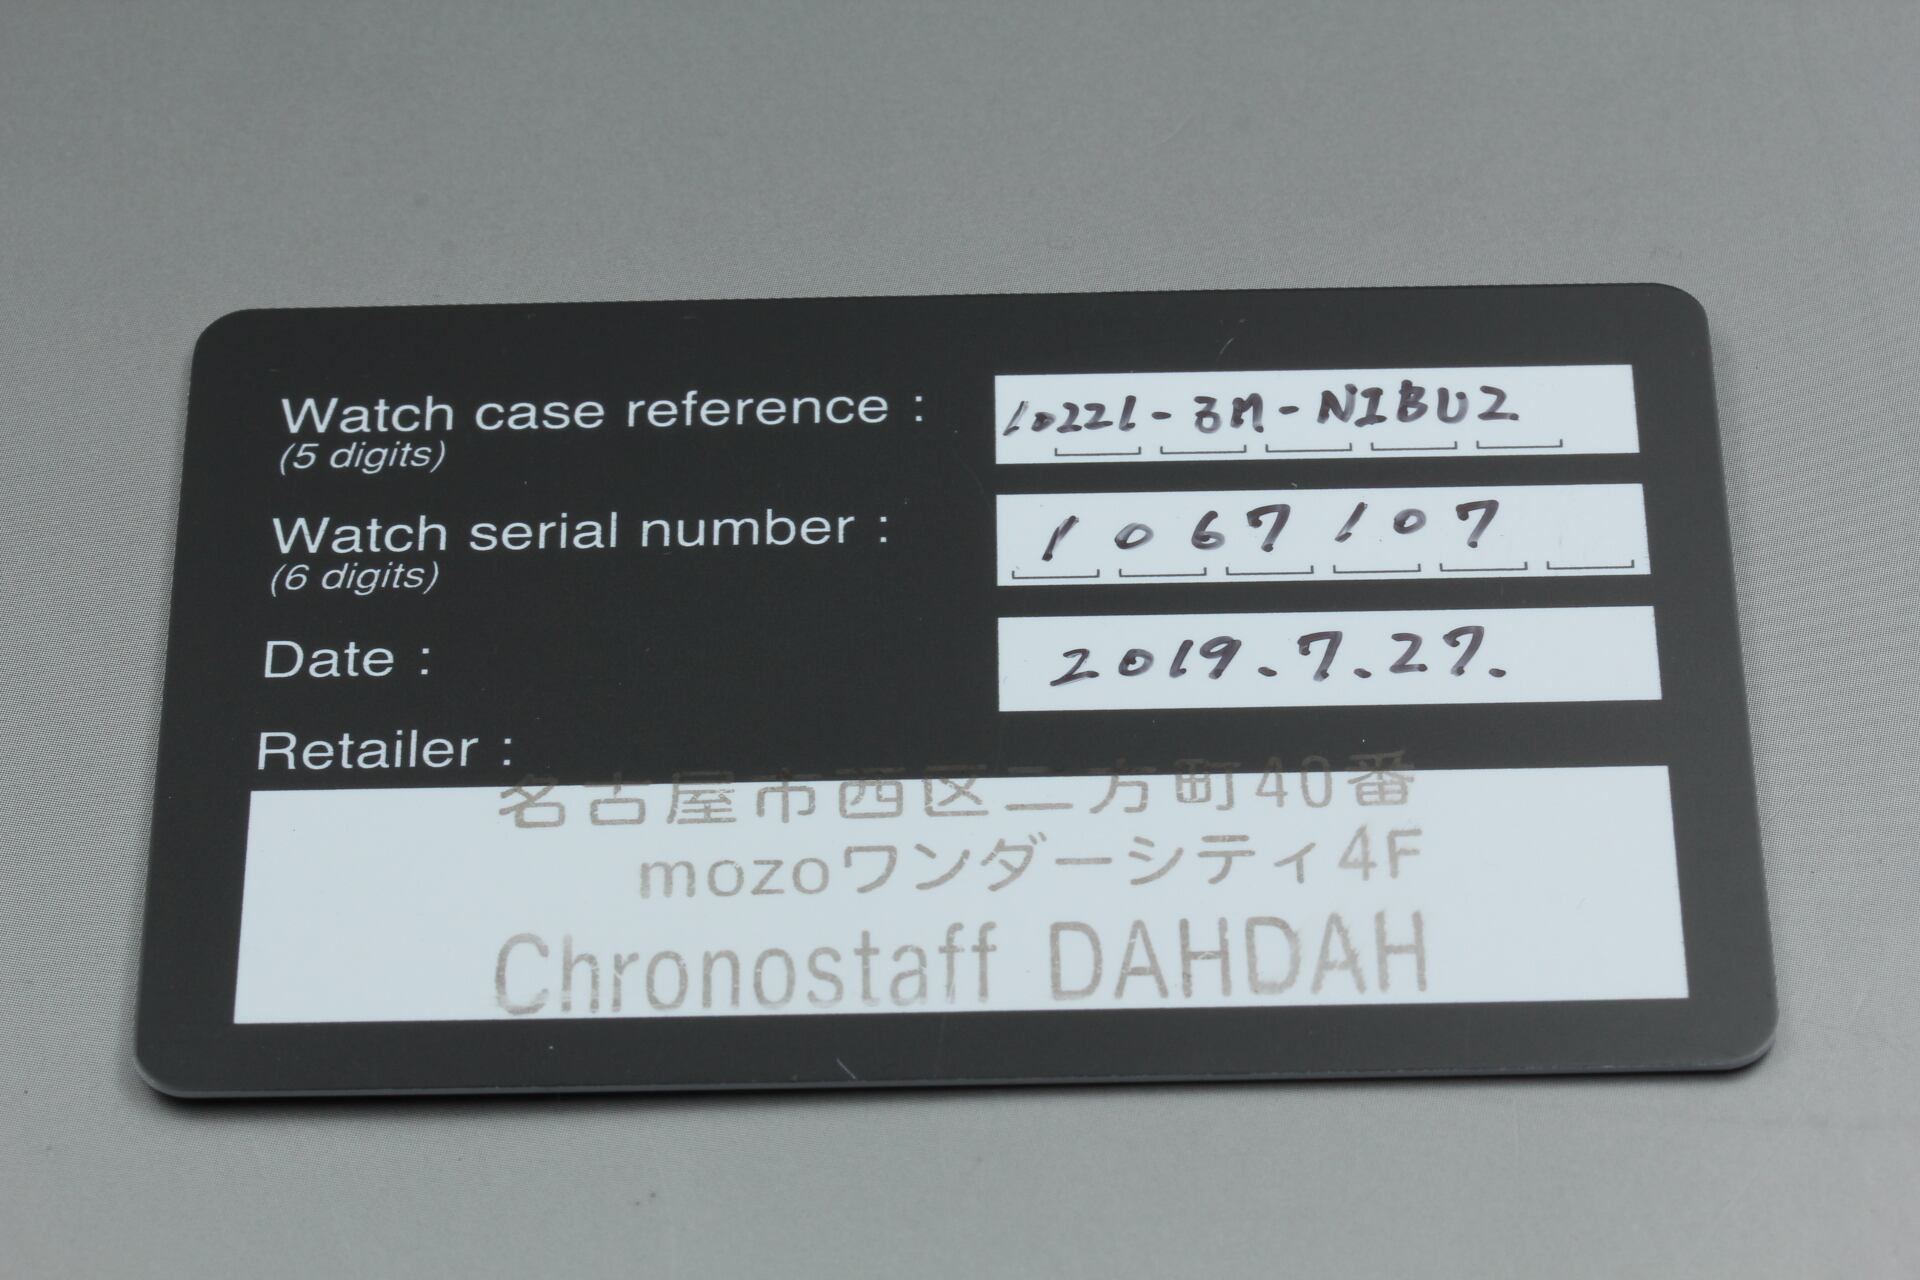 Watch case reference : 10221-3M-NIBU2
(5 digits)
Watch serial number : 1067107
(6 digits)
Date : 2019.7.27.
Retailer :
名古屋市西区二方町40番
mozoワンダーシティ4F
Chronostaff DAHDAH